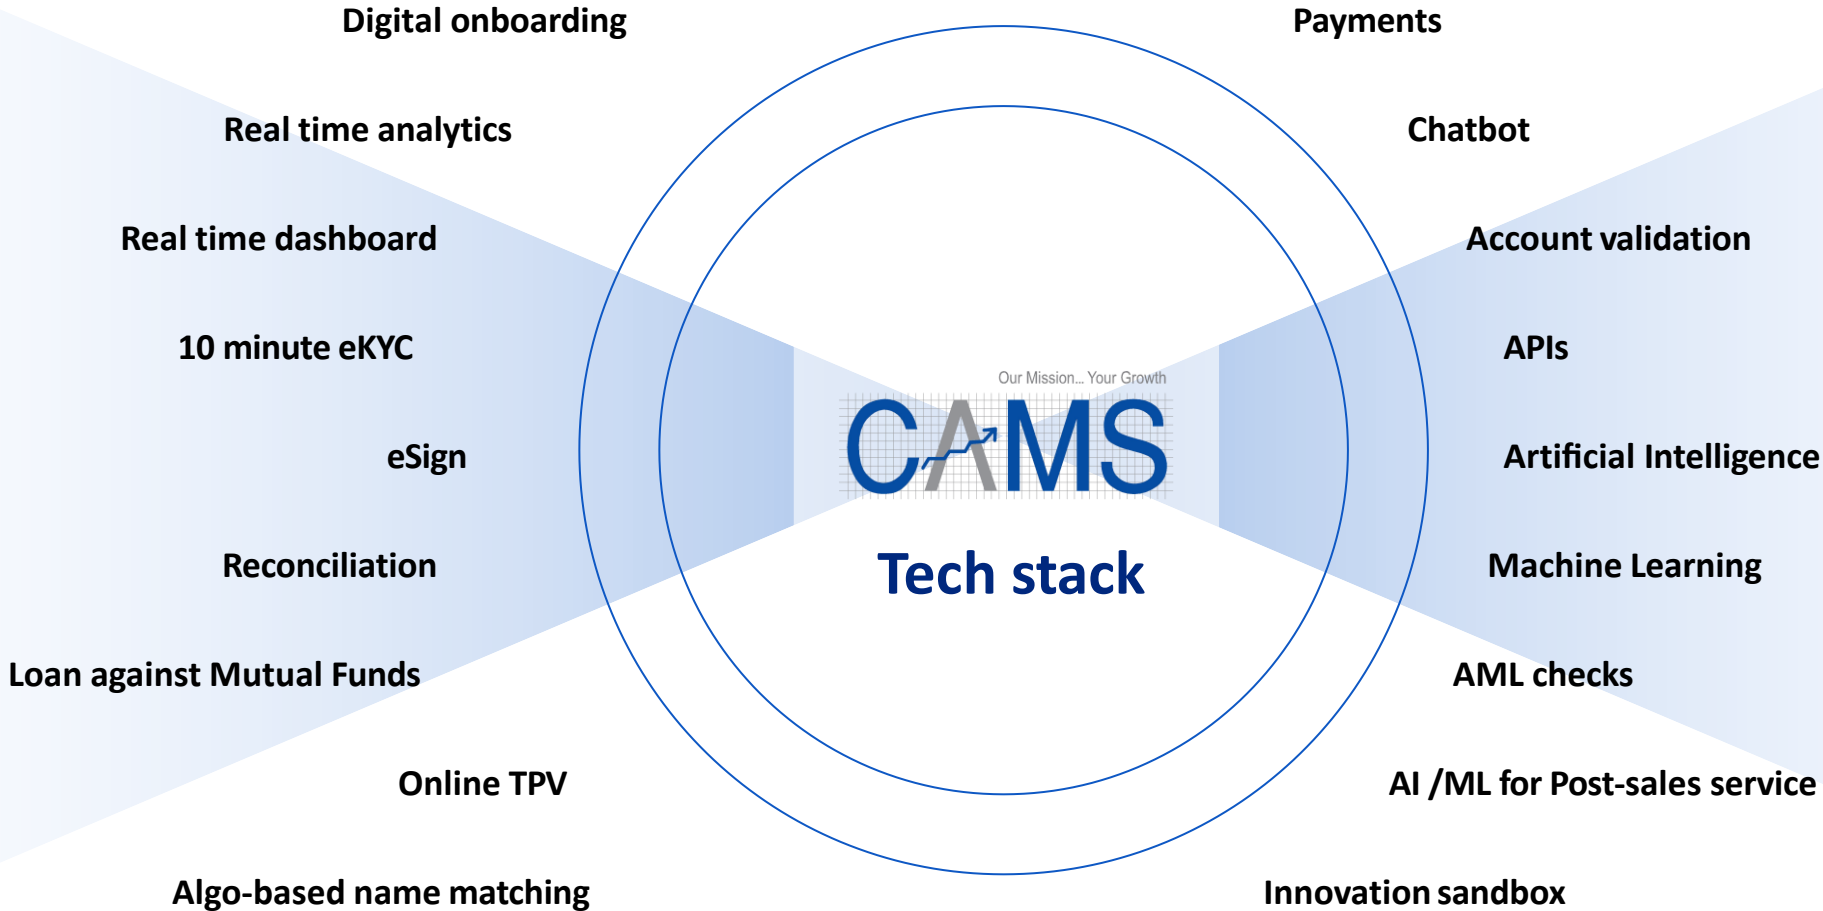 Digital onboarding
Payments
Real time analytics
Chatbot
Real time dashboard
Account validation
10 minute eKYC
APIs
Our Mission... Your Growth
CAMS
eSign
Artificial Intelligence
Tech stack
Reconciliation
Machine Learning
Loan against Mutual Funds
AML checks
Online TPV
AI /ML for Post-sales service
Algo-based name matching
Innovation sandbox